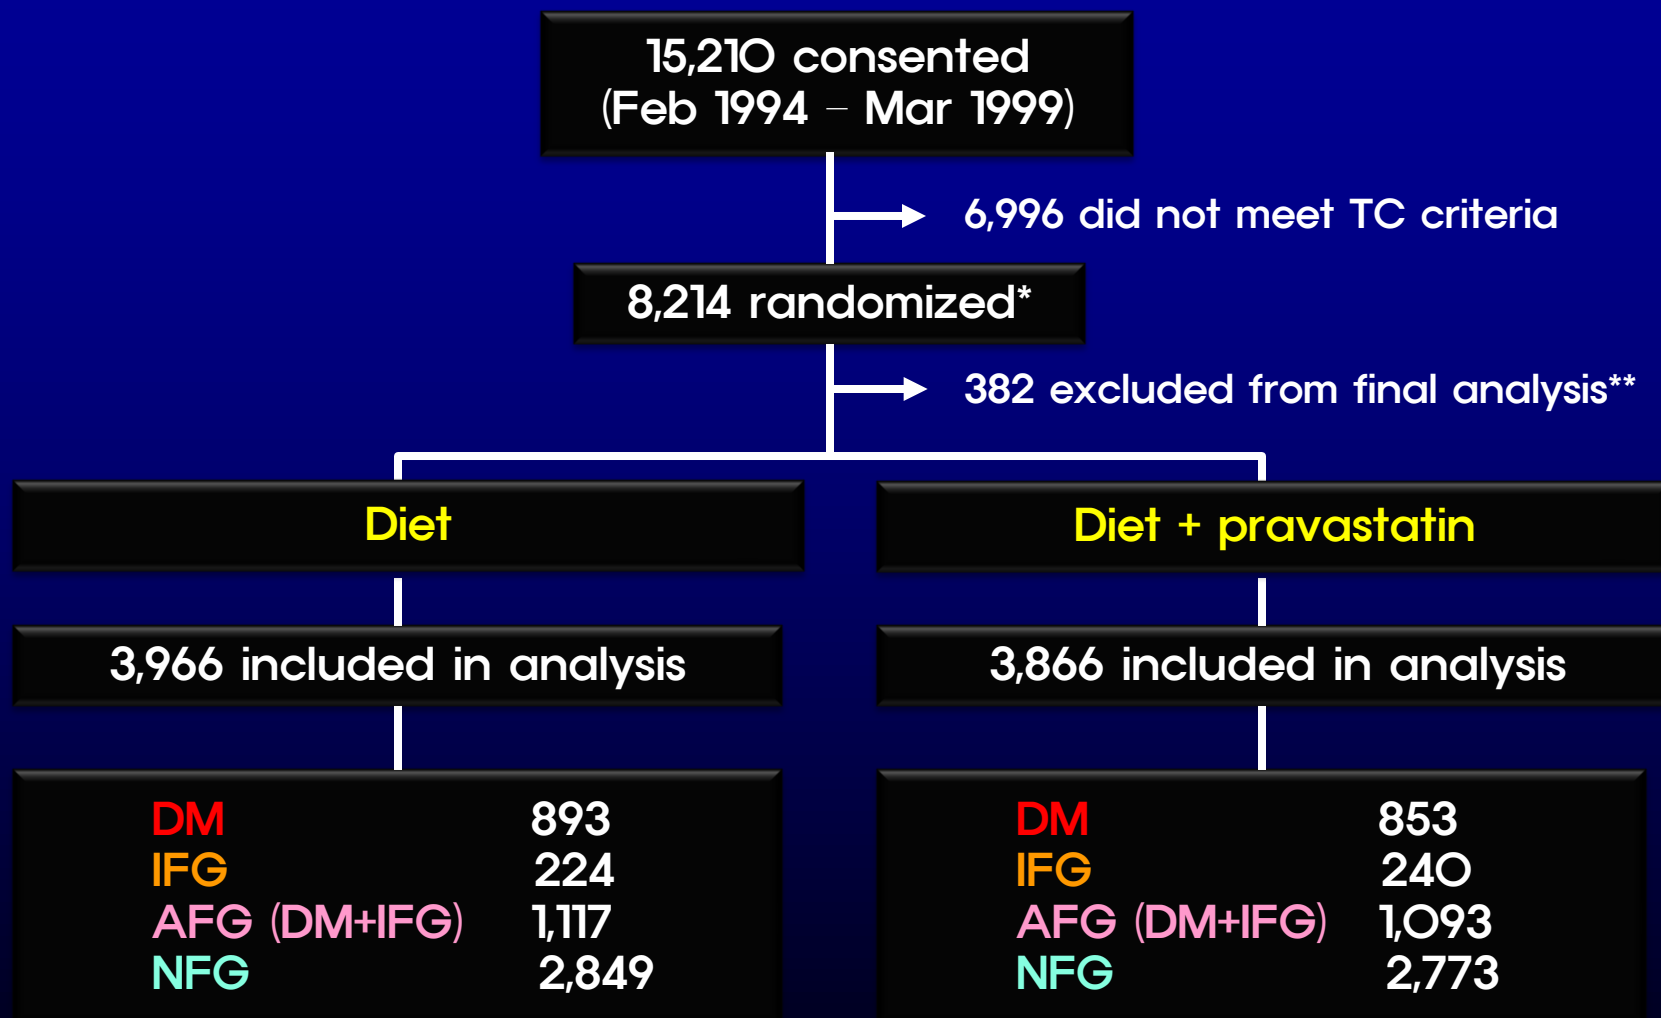 15,210 consented
(Feb 1994 – Mar 1999)
6,996 did not meet TC criteria
8,214 randomized*
382 excluded from final analysis**
Diet
Diet + pravastatin
3,966 included in analysis
3,866 included in analysis
DM 893
IFG 224
AFG (DM+IFG) 1,117
NFG 2,849
DM 853
IFG 240
AFG (DM+IFG) 1,093
NFG 2,773